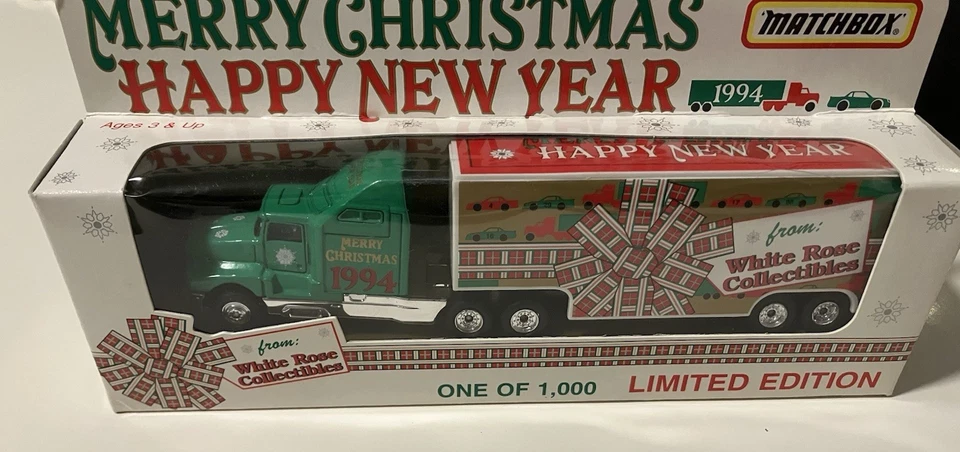 MERRY CHRISTMAS
MATCHBOX®
HAPPY NEW YEAR
1994
Ages 3 & Up
HAPPY NEW YEAR
MERRY
CHRISTMAS
1994
from:
White Rose
Collectibles
from:
White Rose
Collectibles
ONE OF 1,000
LIMITED EDITION